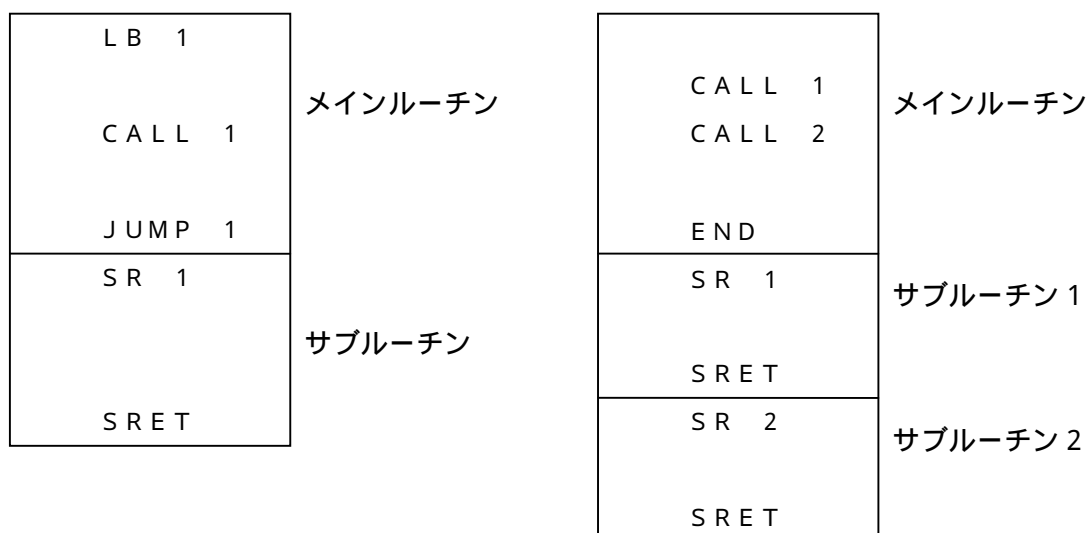 LB 1
CALL 1
JUMP 1
メインルーチン
SR 1
SRET
サブルーチン
CALL 1
CALL 2
END
メインルーチン
SR 1
SRET
サブルーチン1
SR 2
SRET
サブルーチン2